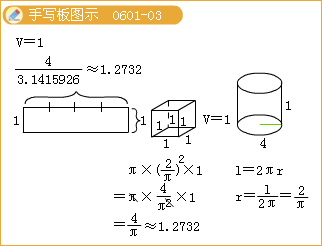 手写板图示 0601-03
V=1
4/3.1415926≈1.2732
1 1 1 1 1 1 1 V=1 1 4
π×(2/π)²×1 l=2πr
=π×4/π²×1 r=l/2π=2/π
=4/π≈1.2732